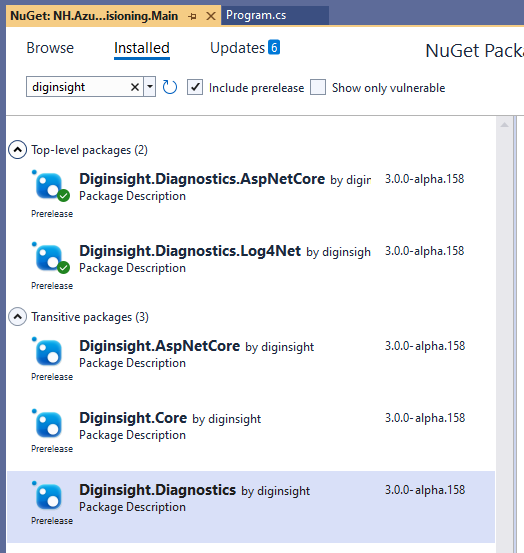 NuGet: NH.Azu...isioning.Main
Program.cs
Browse Installed Updates 6 NuGet Packa
diginsight Include prerelease Show only vulnerable
Top-level packages (2)
Diginsight.Diagnostics.AspNetCore by digin 3.0.0-alpha.158
Package Description
Prerelease
Diginsight.Diagnostics.Log4Net by diginsigh 3.0.0-alpha.158
Package Description
Prerelease
Transitive packages (3)
Diginsight.AspNetCore by diginsight 3.0.0-alpha.158
Package Description
Prerelease
Diginsight.Core by diginsight 3.0.0-alpha.158
Package Description
Prerelease
Diginsight.Diagnostics by diginsight 3.0.0-alpha.158
Package Description
Prerelease